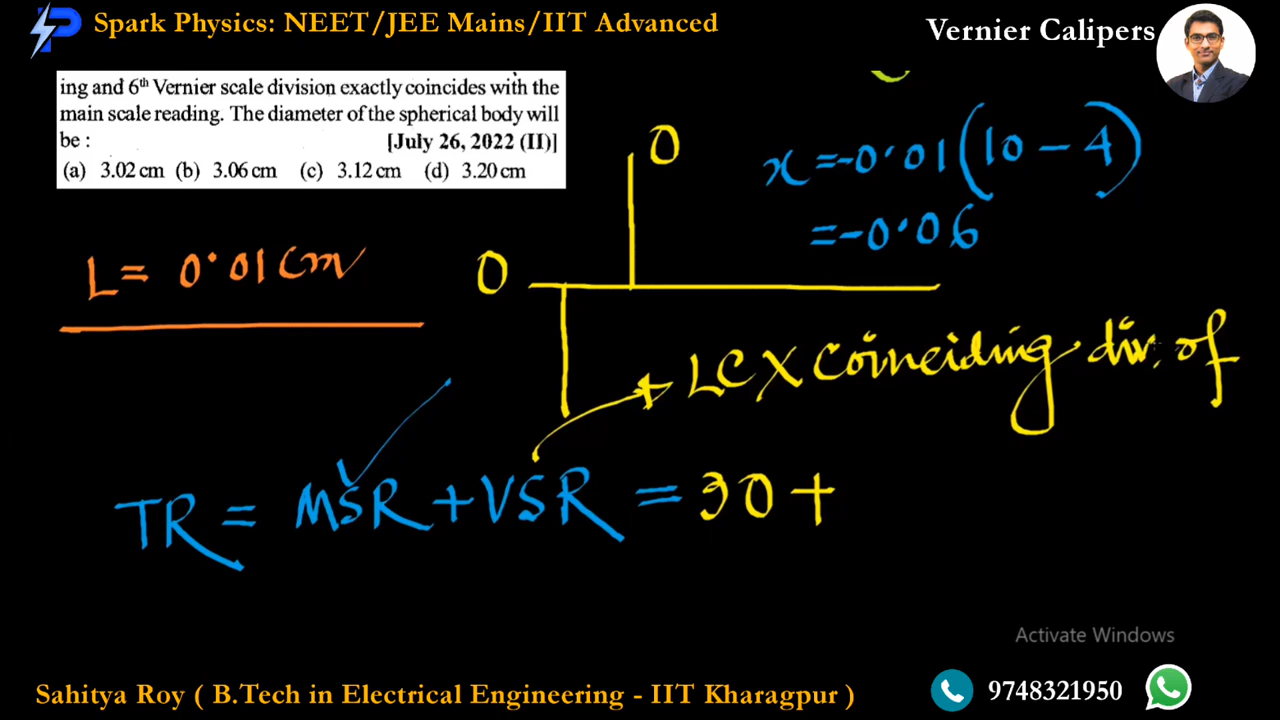 Spark Physics: NEET/JEE Mains/IIT Advanced
Vernier Calipers
ing and 6th Vernier scale division exactly coincides with the
main scale reading. The diameter of the spherical body will
be : [July 26, 2022 (II)]
(a) 3.02 cm (b) 3.06 cm (c) 3.12 cm (d) 3.20 cm
0
x = -0.01 (10 - 4)
= -0.06
L = 0.01 cm
0
LC X Coinciding div. of
TR = MSR + VSR = 30 +
Activate Windows
Sahitya Roy ( B.Tech in Electrical Engineering - IIT Kharagpur )
9748321950